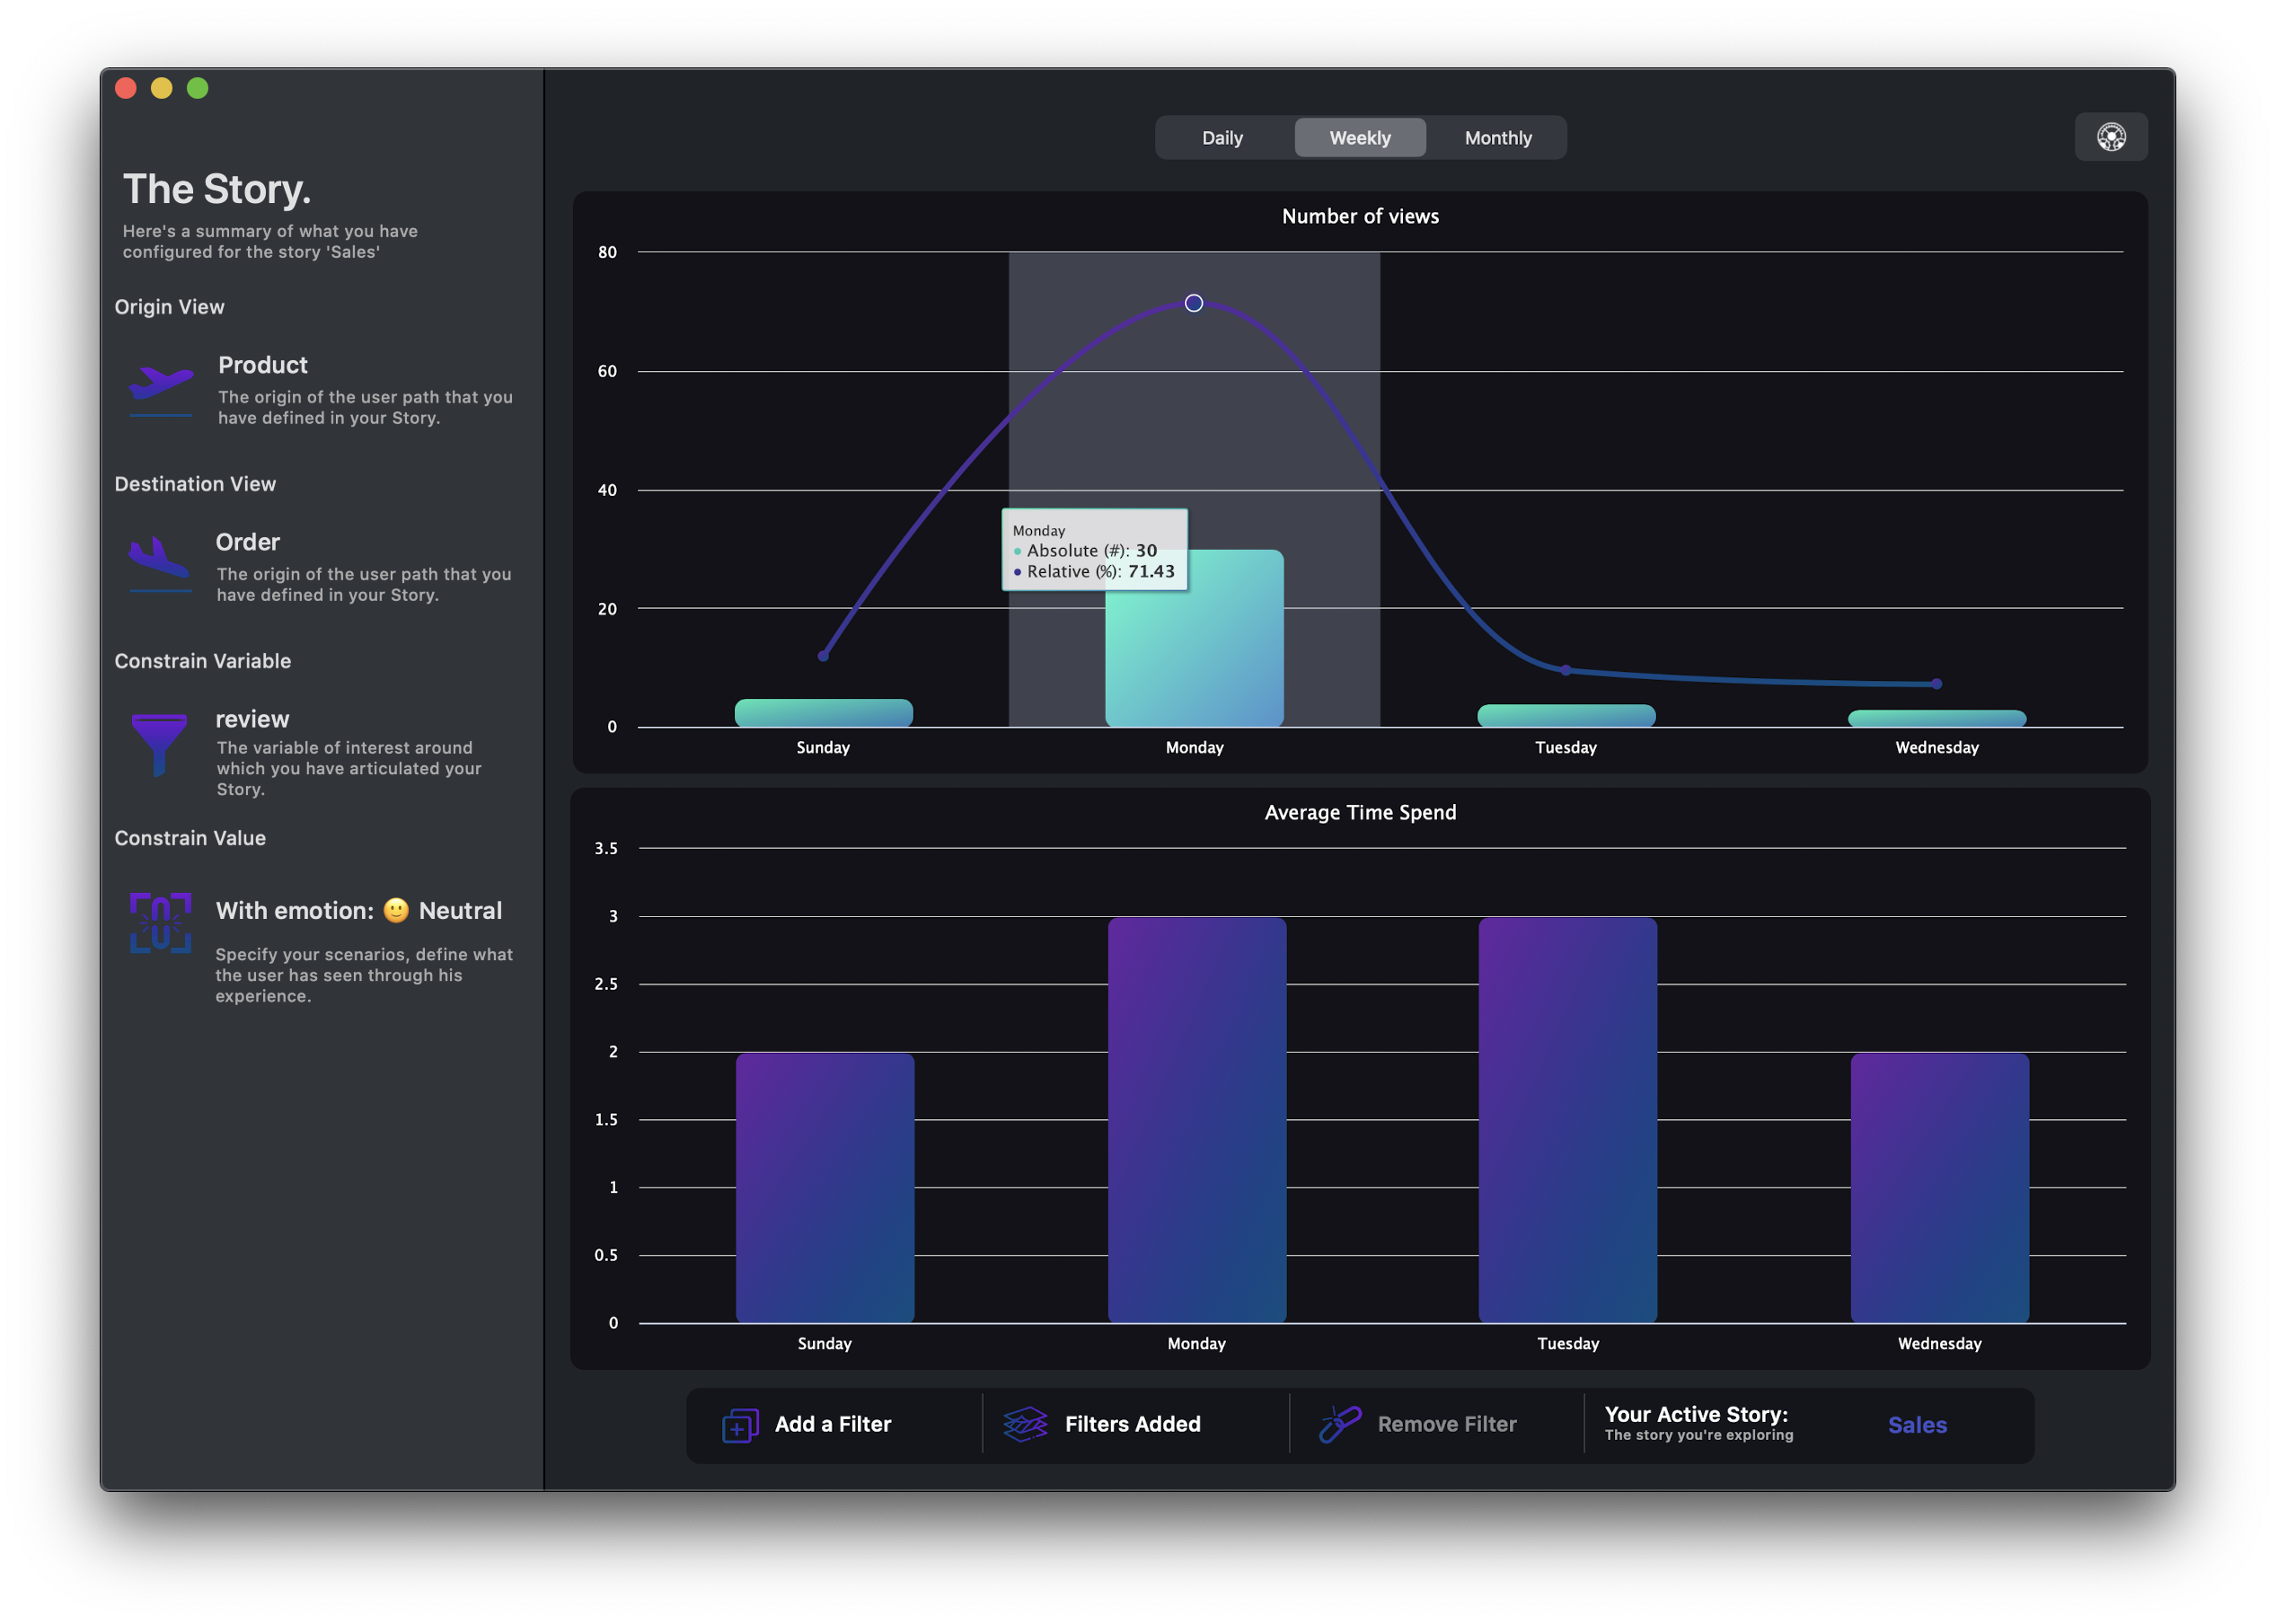 The Story.
Here's a summary of what you have
configured for the story 'Sales'
Origin View
Product
The origin of the user path that you
have defined in your Story.
Destination View
Order
The origin of the user path that you
have defined in your Story.
Constrain Variable
review
The variable of interest around
which you have articulated your
Story.
Constrain Value
With emotion: 🙂 Neutral
Specify your scenarios, define what
the user has seen through his
experience.
Daily Weekly Monthly
Number of views
80
60
40
20
0
Monday
Absolute (#): 30
Relative (%): 71.43
Sunday Monday Tuesday Wednesday
Average Time Spend
3.5
3
2.5
2
1.5
1
0.5
0
Sunday Monday Tuesday Wednesday
Add a Filter
Filters Added
Remove Filter
Your Active Story:
The story you're exploring
Sales